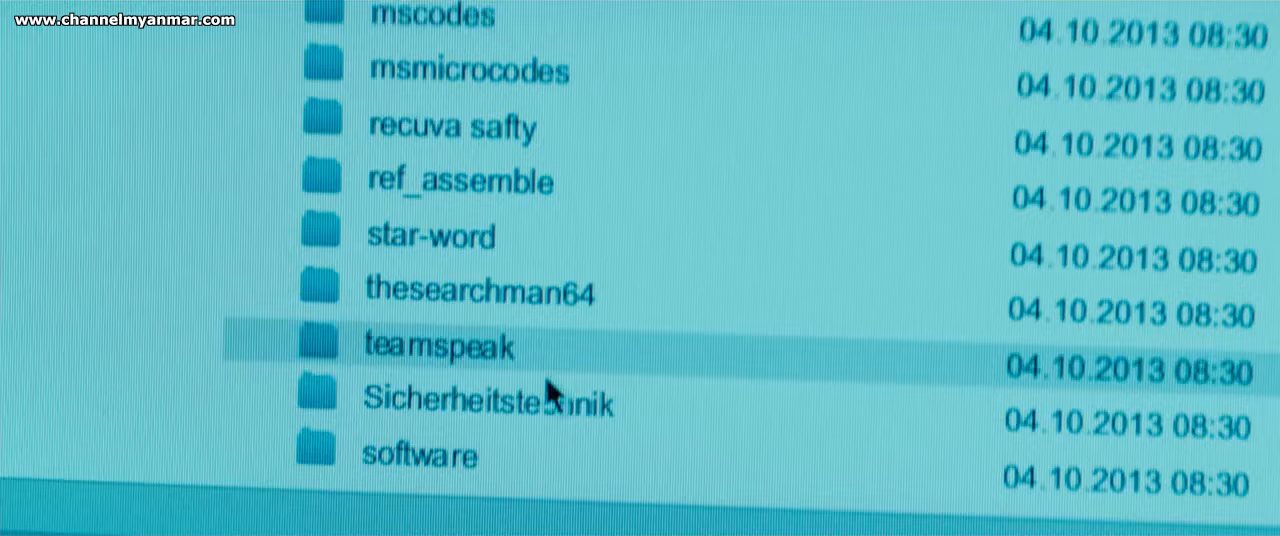 www.channelmyanmar.com
mscodes 04.10.2013 08:30
msmicrocodes 04.10.2013 08:30
recuva safty 04.10.2013 08:30
ref_assemble 04.10.2013 08:30
star-word 04.10.2013 08:30
thesearchman64 04.10.2013 08:30
teamspeak 04.10.2013 08:30
Sicherheitstechnik 04.10.2013 08:30
software 04.10.2013 08:30